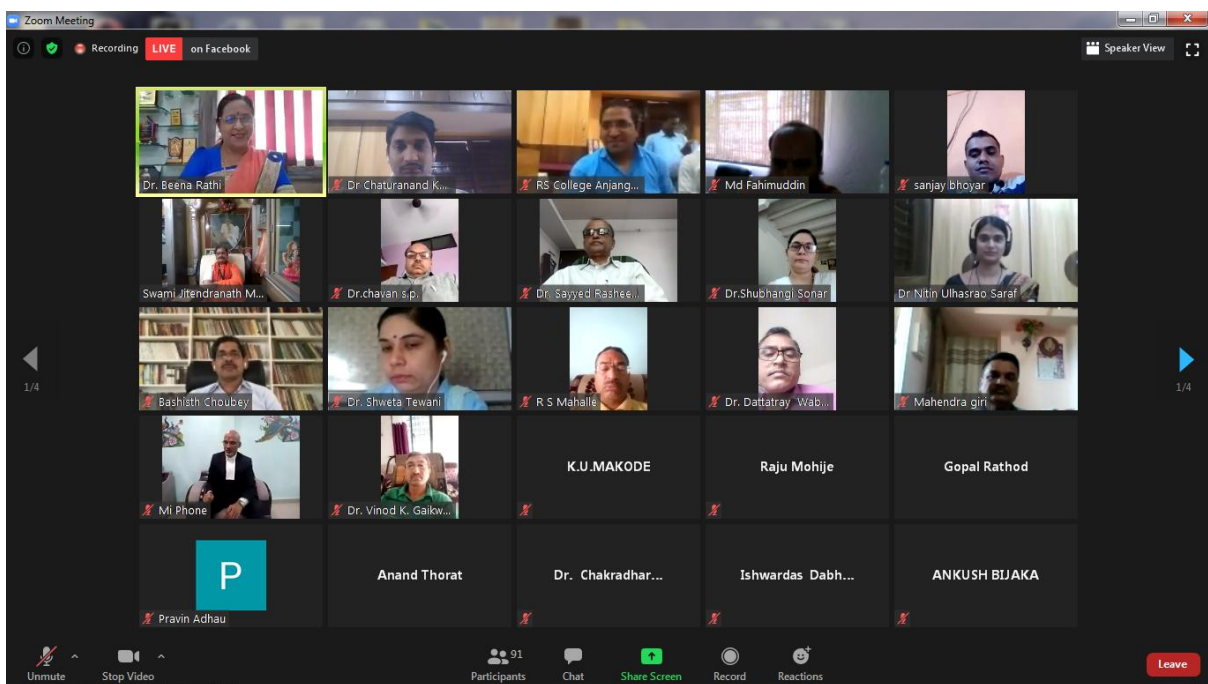 Zoom Meeting
Recording LIVE on Facebook
Speaker View
Dr. Beena Rathi
Dr Chaturanand K...
RS College Anjang...
Md Fahimuddin
sanjay bhoyar
Swami Jitendranath M...
Dr.chavan s.p.
Dr. Sayyed Rashee...
Dr.Shubhangi Sonar
Dr Nitin Ulhasrao Saraf
1/4
1/4
Bashisth Choubey
Dr. Shweta Tewani
R S Mahalle
Dr. Dattatray Wab...
Mahendra giri
Mi Phone
Dr. Vinod K. Gaikw...
K.U.MAKODE
Raju Mohije
Gopal Rathod
P
Pravin Adhau
Anand Thorat
Dr. Chakradhar...
Ishwardas Dabh...
ANKUSH BIJAKA
Unmute
Stop Video
91
Participants
Chat
Share Screen
Record
Reactions
Leave